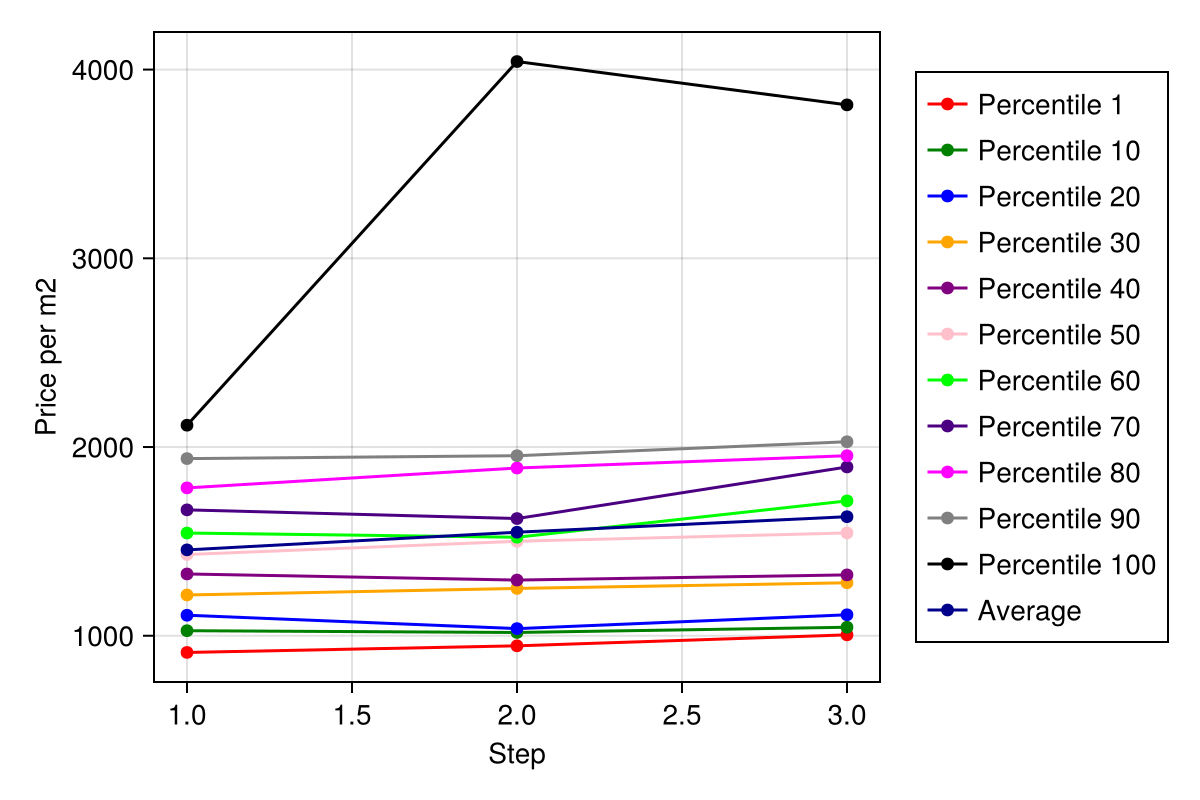 4000
3000
2000
1000
Price per m2
1.0 1.5 2.0 2.5 3.0
Step
Percentile 1
Percentile 10
Percentile 20
Percentile 30
Percentile 40
Percentile 50
Percentile 60
Percentile 70
Percentile 80
Percentile 90
Percentile 100
Average